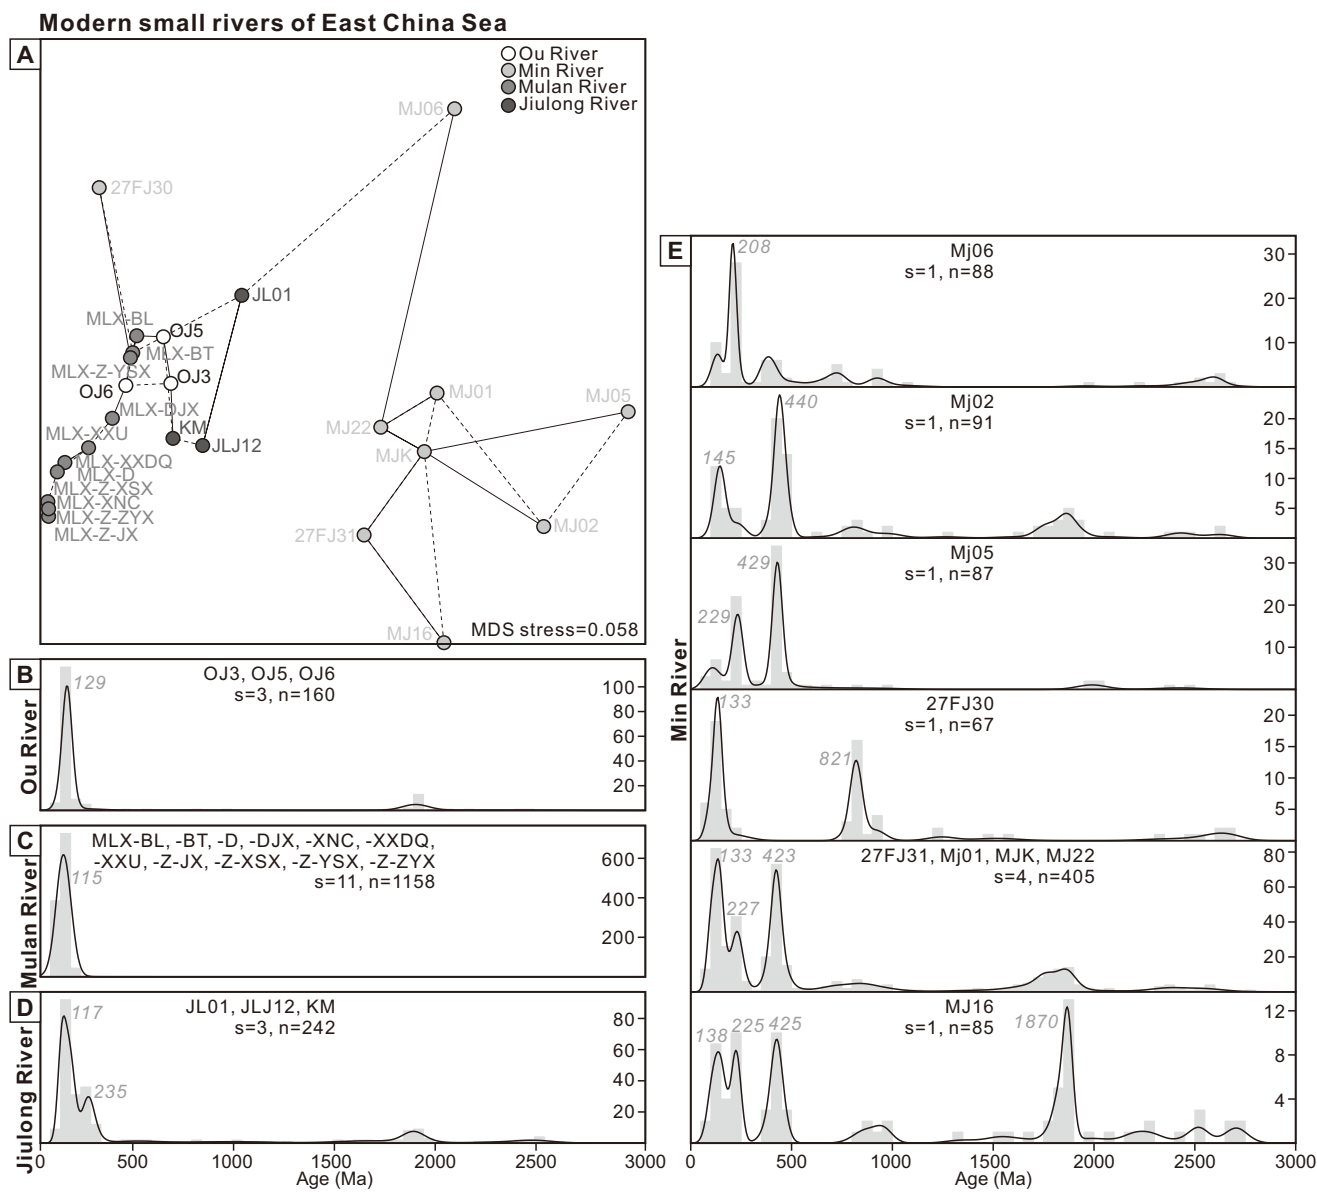 Modern small rivers of East China Sea
A
Ou River
Min River
Mulan River
Jiulong River
MJ06
27FJ30
JL01
MLX-BL
OJ5
MLX-BT
MLX-Z-YSX
OJ3
OJ6
MLX-DJX
KM
MLX-XXU
JLJ12
MLX-XXDQ
MLX-D
MLX-Z-XSX
MLX-XNC
MLX-Z-ZYX
MLX-Z-JX
MJ01
MJ05
MJ22
MJK
MJ02
27FJ31
MJ16
MDS stress=0.058
B
Ou River
129
OJ3, OJ5, OJ6
s=3, n=160
100
80
60
40
20
C
Mulan River
115
MLX-BL, -BT, -D, -DJX, -XNC, -XXDQ,
-XXU, -Z-JX, -Z-XSX, -Z-YSX, -Z-ZYX
s=11, n=1158
600
400
200
D
Jiulong River
117
235
JL01, JLJ12, KM
s=3, n=242
80
60
40
20
0 500 1000 1500 2000 2500 3000
Age (Ma)
E
Min River
208
Mj06
s=1, n=88
30
20
10
145
440
Mj02
s=1, n=91
20
15
10
5
229
429
Mj05
s=1, n=87
30
20
10
133
821
27FJ30
s=1, n=67
20
15
10
5
133
227
423
27FJ31, Mj01, MJK, MJ22
s=4, n=405
80
60
40
20
138
225
425
1870
MJ16
s=1, n=85
12
8
4
0 500 1000 1500 2000 2500 3000
Age (Ma)